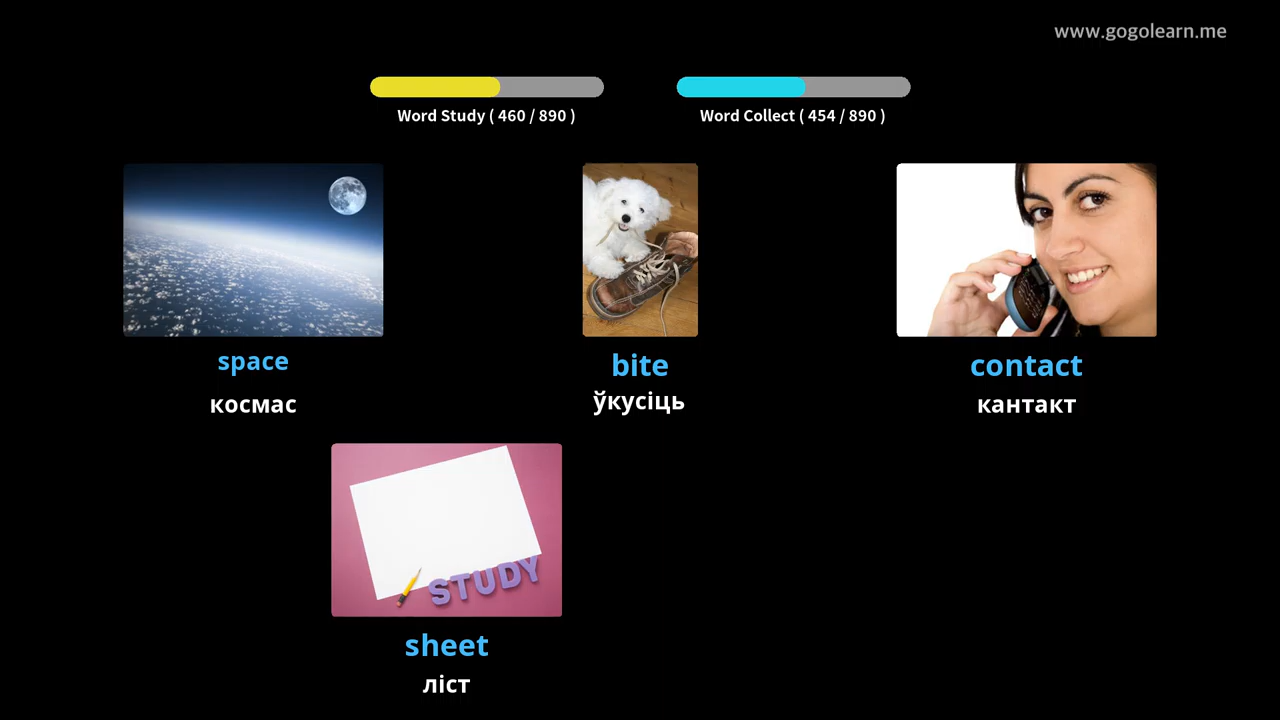 www.gogolearn.me
Word Study ( 460 / 890 )
Word Collect ( 454 / 890 )
space
космас
bite
ўкусіць
contact
кантакт
STUDY
sheet
ліст